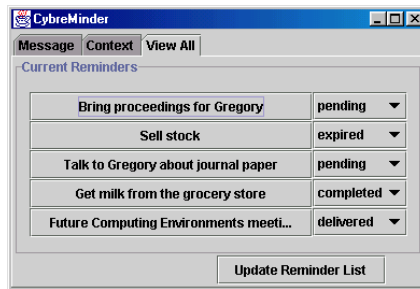 CybreMinder
Message Context View All
Current Reminders
Bring proceedings for Gregory pending
Sell stock expired
Talk to Gregory about journal paper pending
Get milk from the grocery store completed
Future Computing Environments meeti... delivered
Update Reminder List